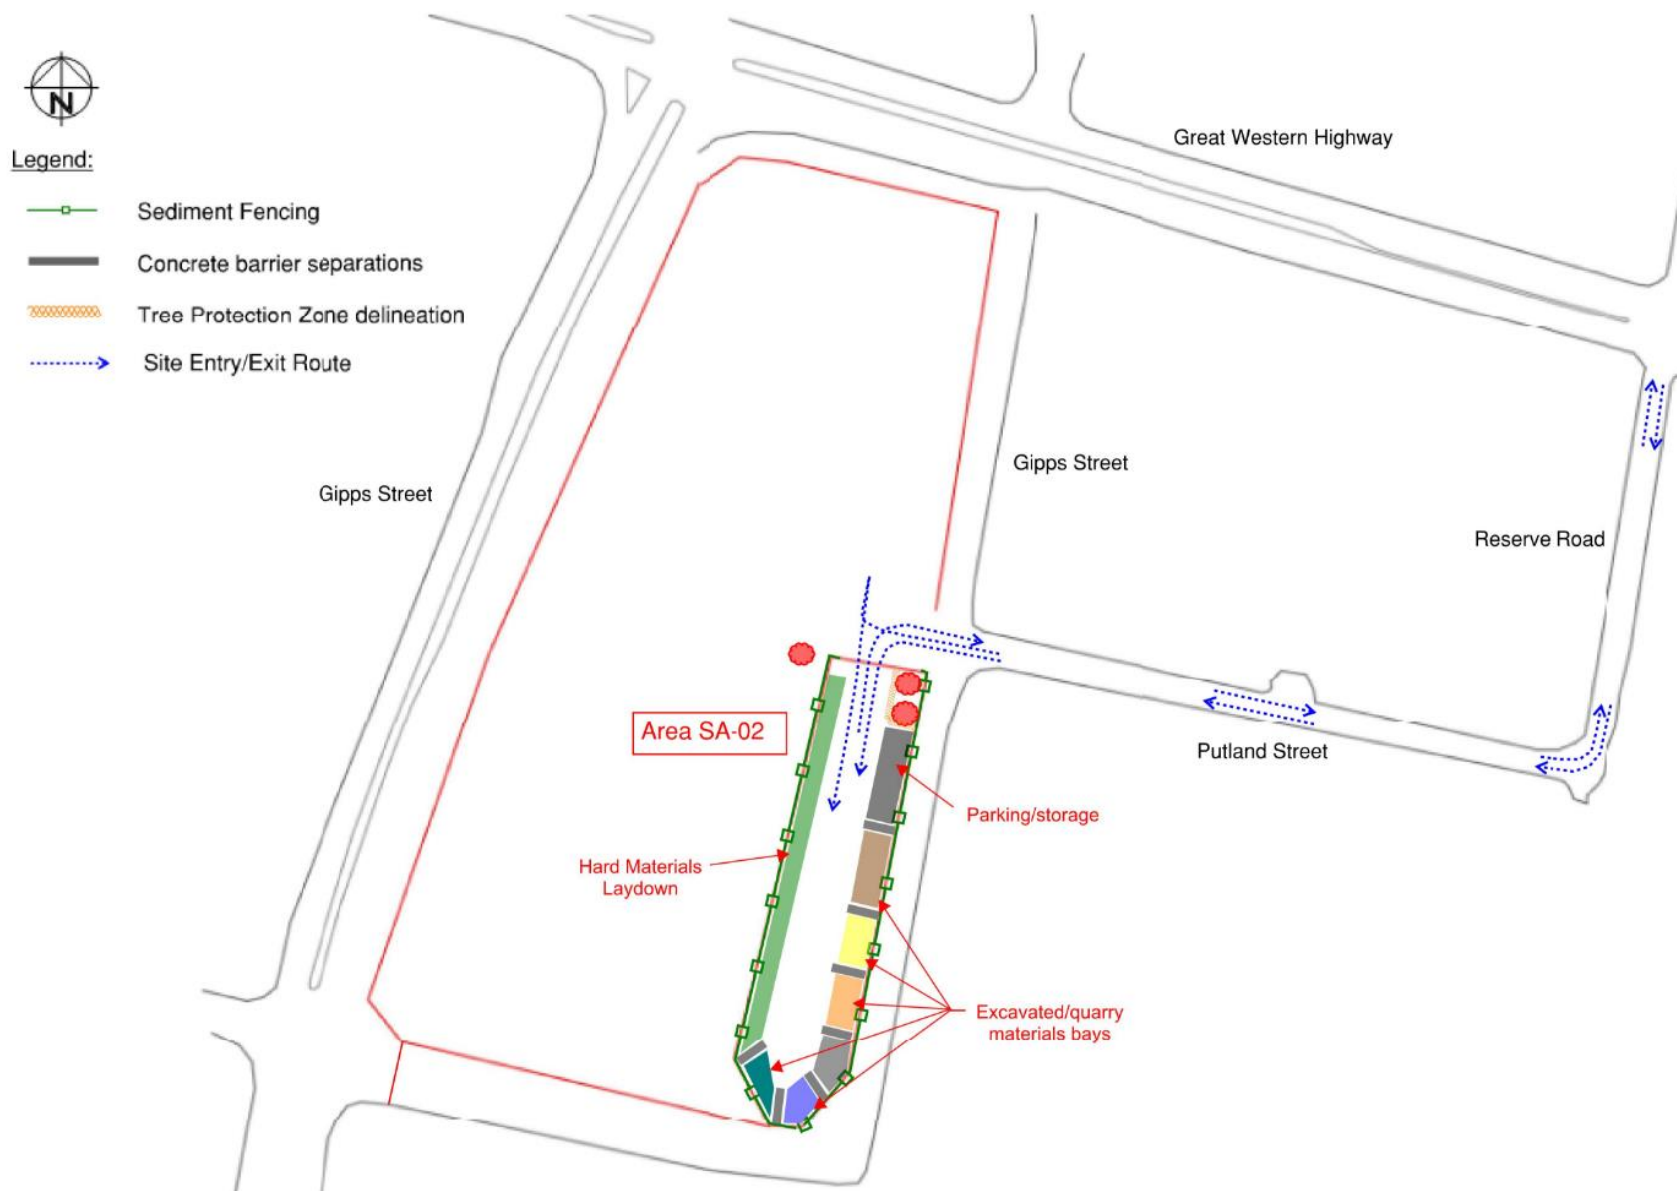 N
Legend:
Sediment Fencing
Concrete barrier separations
Tree Protection Zone delineation
Site Entry/Exit Route
Great Western Highway
Gipps Street
Gipps Street
Reserve Road
Area SA-02
Putland Street
Parking/storage
Hard Materials
Laydown
Excavated/quarry
materials bays